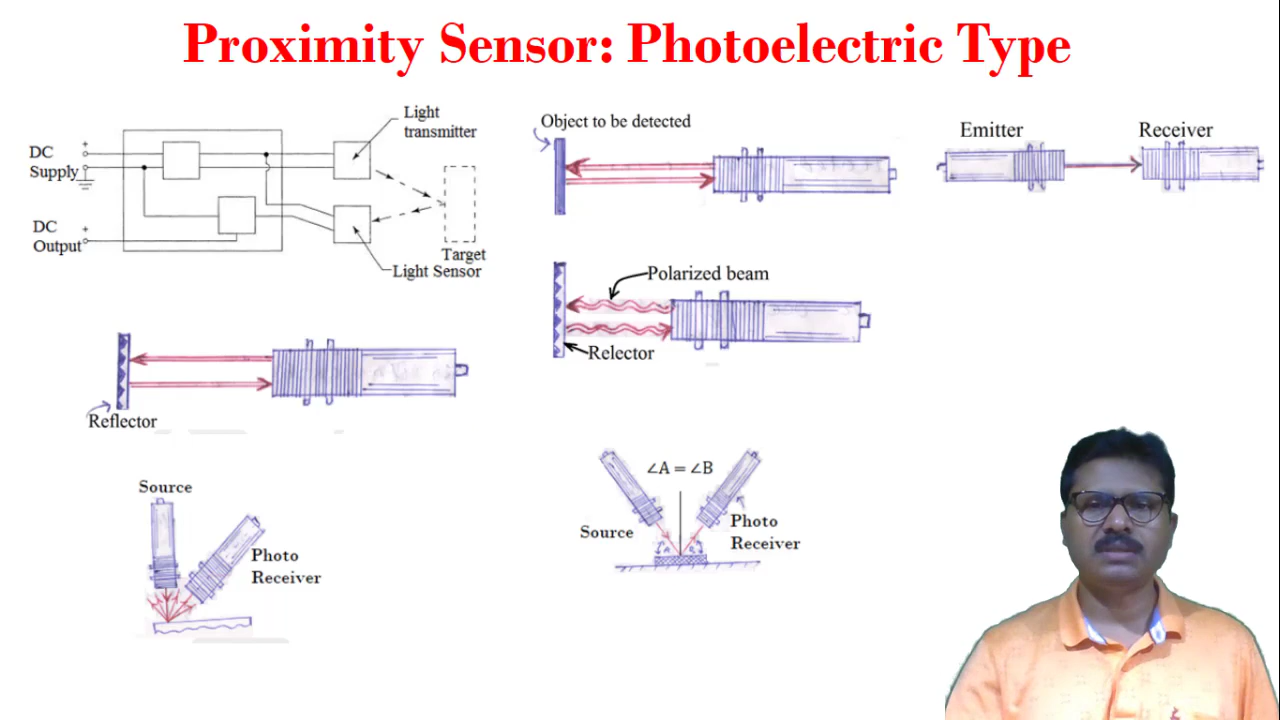 Proximity Sensor: Photoelectric Type
Light
transmitter
DC
Supply
+
DC
Output
+
Target
Light Sensor
Object to be detected
Emitter
Receiver
Polarized beam
Relector
Reflector
Source
Photo
Receiver
∠A = ∠B
Source
Photo
Receiver